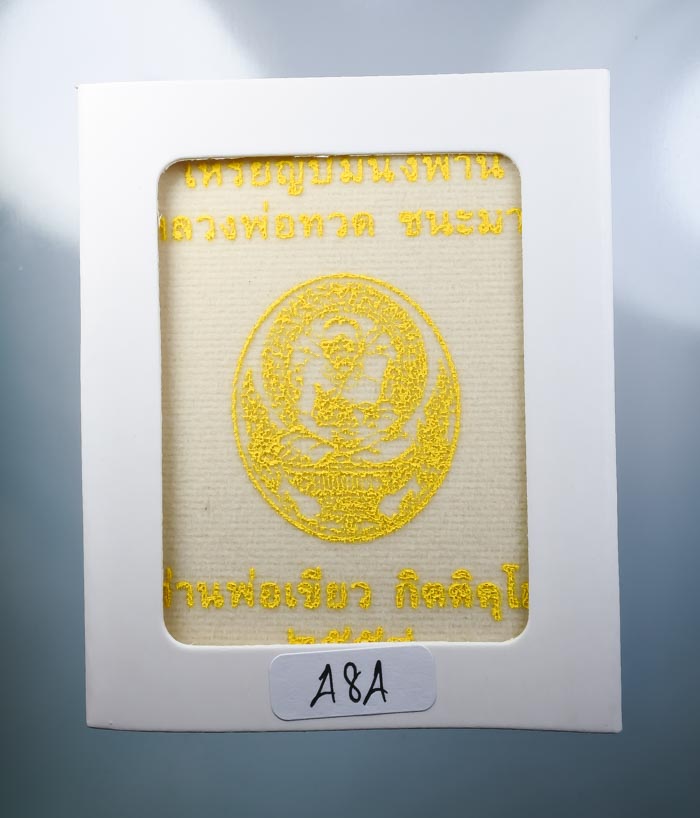 เหรียญปั๊มนั่งพาน
หลวงพ่อทวด ชนะมา
ท่านพ่อเขียว กิตติคุโณ
A8A